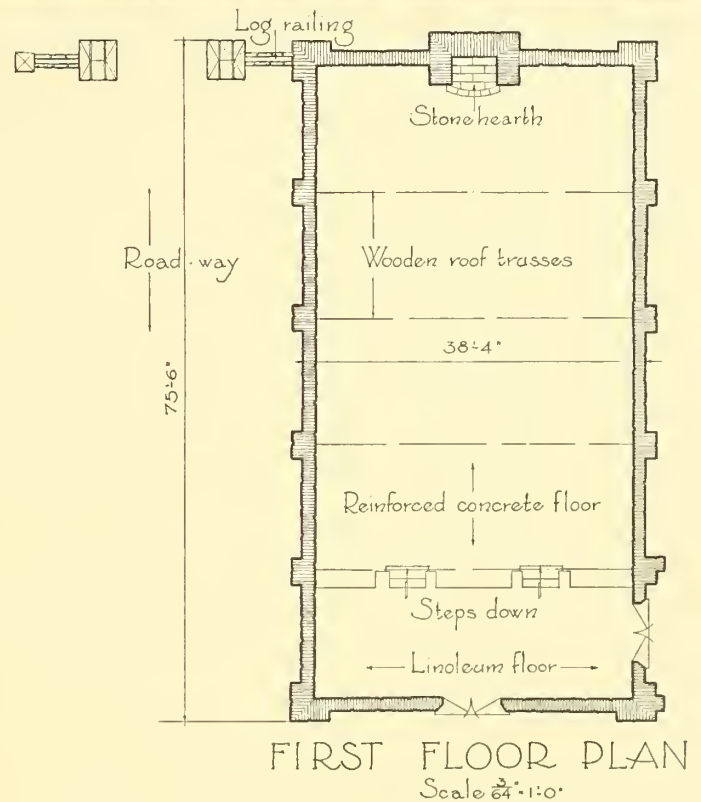 Log railing
Stone hearth
Road-way
Wooden roof trusses
38'-4"
75'-6"
Reinforced concrete floor
Steps down
Linoleum floor
FIRST FLOOR PLAN
Scale 3/64"=1'-0"